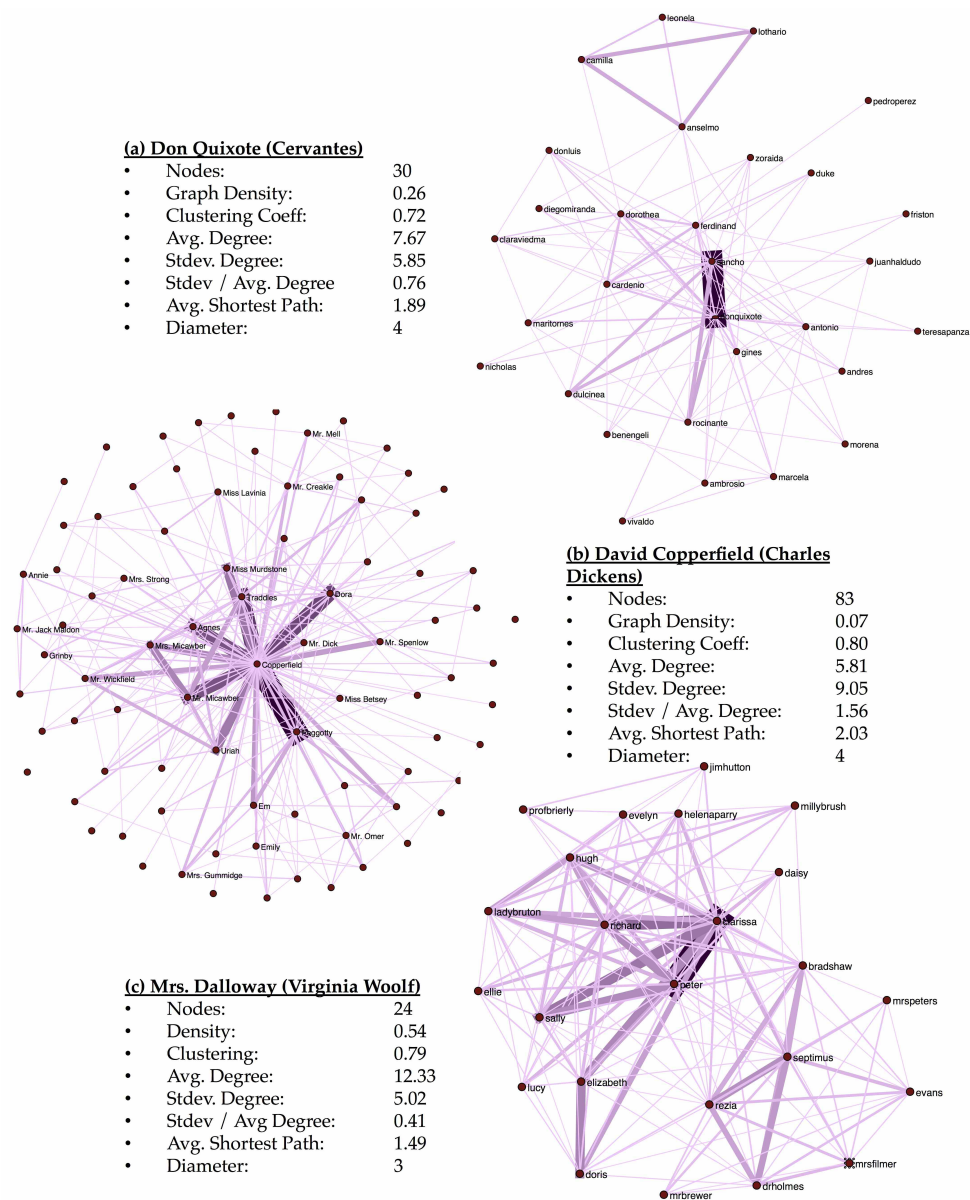 leonela
lothario
camilla
pedroperez
anselmo
(a) Don Quixote (Cervantes)
• Nodes: 30
• Graph Density: 0.26
• Clustering Coeff: 0.72
• Avg. Degree: 7.67
• Stdev. Degree: 5.85
• Stdev / Avg. Degree 0.76
• Avg. Shortest Path: 1.89
• Diameter: 4
donluis
zoraida
duke
diegomiranda
dorothea
friston
ferdinand
claraviedma
sancho
juanhaldudo
cardenio
donquixote
maritornes
antonio
teresapanza
gines
nicholas
andres
dulcinea
rocinante
benengeli
morena
marcela
ambrosio
vivaldo
Mr. Mell
Miss Lavinia
Mr. Creakle
Miss Murdstone
Annie
Mrs. Strong
Traddles
Dora
Agnes
Mr. Jack Maldon
Mrs. Micawber
Mr. Dick
Mr. Spenlow
Grinby
Copperfield
Mr. Wickfield
Mr. Micawber
Miss Betsey
Peggotty
Uriah
Em
Mr. Omer
Emily
Mrs. Gummidge
(b) David Copperfield (Charles
Dickens)
• Nodes: 83
• Graph Density: 0.07
• Clustering Coeff: 0.80
• Avg. Degree: 5.81
• Stdev. Degree: 9.05
• Stdev / Avg. Degree: 1.56
• Avg. Shortest Path: 2.03
• Diameter: 4
jimhutton
profbrierly
evelyn
helenaparry
millybrush
hugh
daisy
ladybruton
richard
clarissa
bradshaw
peter
ellie
mrspeters
sally
septimus
elizabeth
lucy
evans
rezia
mrsfilmer
doris
drholmes
mrbrewer
(c) Mrs. Dalloway (Virginia Woolf)
• Nodes: 24
• Density: 0.54
• Clustering: 0.79
• Avg. Degree: 12.33
• Stdev. Degree: 5.02
• Stdev / Avg Degree: 0.41
• Avg. Shortest Path: 1.49
• Diameter: 3